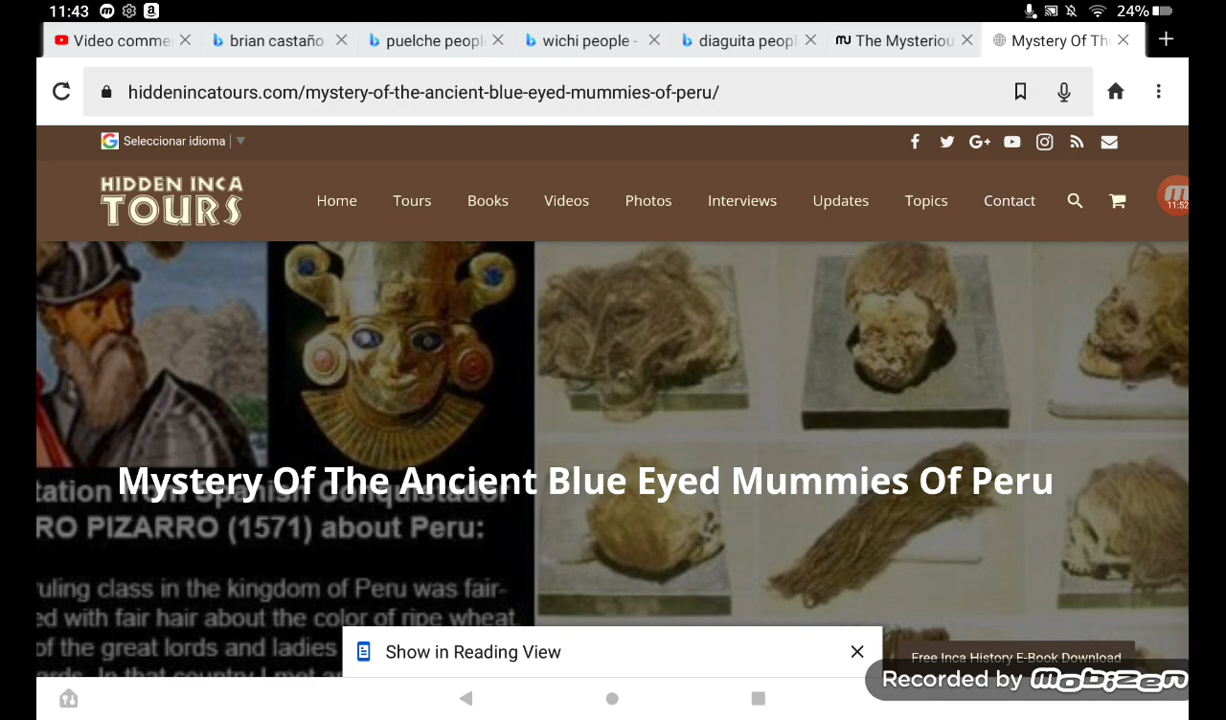 11:43 24%
Video comme brian castaño puelche peopl wichi people - diaguita peopl The Mysteriou Mystery Of Th
hiddenincatours.com/mystery-of-the-ancient-blue-eyed-mummies-of-peru/
Seleccionar idioma
HIDDEN INCA
TOURS
Home Tours Books Videos Photos Interviews Updates Topics Contact
11:52
Mystery Of The Ancient Blue Eyed Mummies Of Peru
RO PIZARRO (1571) about Peru:
ruling class in the kingdom of Peru was fair-
ed with fair hair about the color of ripe wheat
of the great lords and ladies
Show in Reading View
Free Inca History E-Book Download
Recorded by mobizen